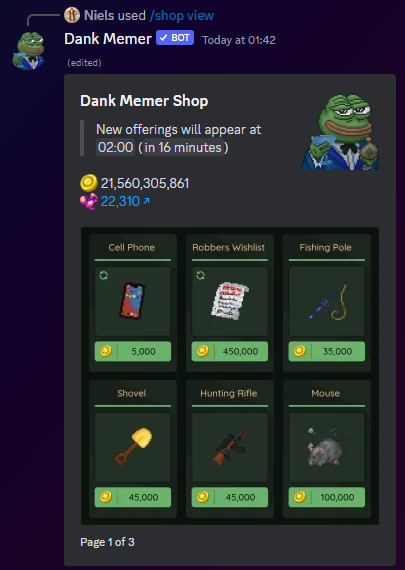 Niels used /shop view
Dank Memer ✓ BOT Today at 01:42
(edited)
Dank Memer Shop
New offerings will appear at
02:00 (in 16 minutes)
21,560,305,861
22,310 ↗
Cell Phone Robbers Wishlist Fishing Pole
5,000 450,000 35,000
Shovel Hunting Rifle Mouse
45,000 45,000 100,000
Page 1 of 3